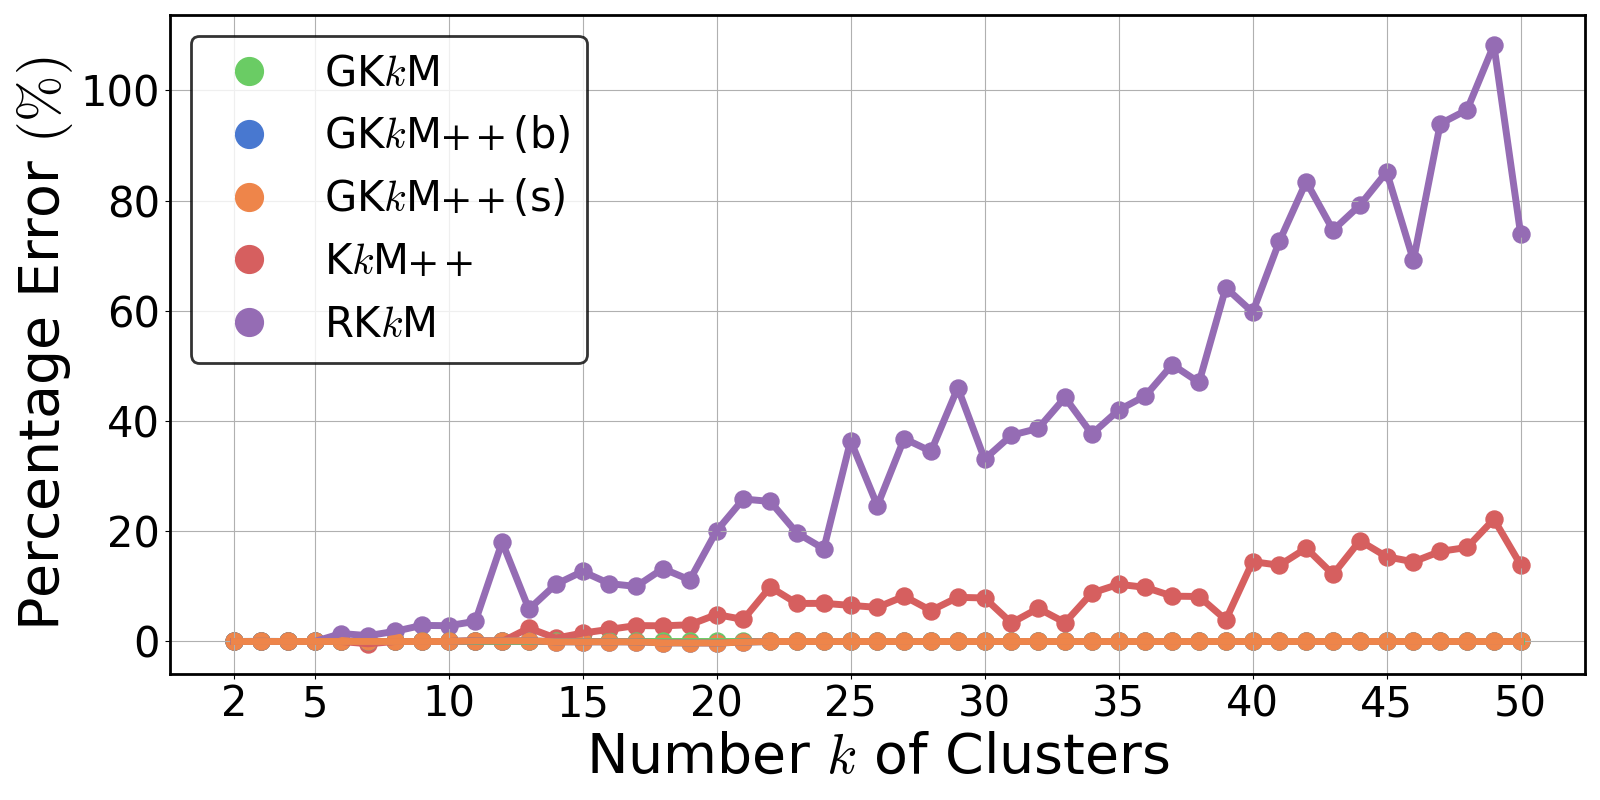 Percentage Error (%)
100
80
60
40
20
0
GKkM
GKkM++(b)
GKkM++(s)
KkM++
RKkM
2 5 10 15 20 25 30 35 40 45 50
Number k of Clusters